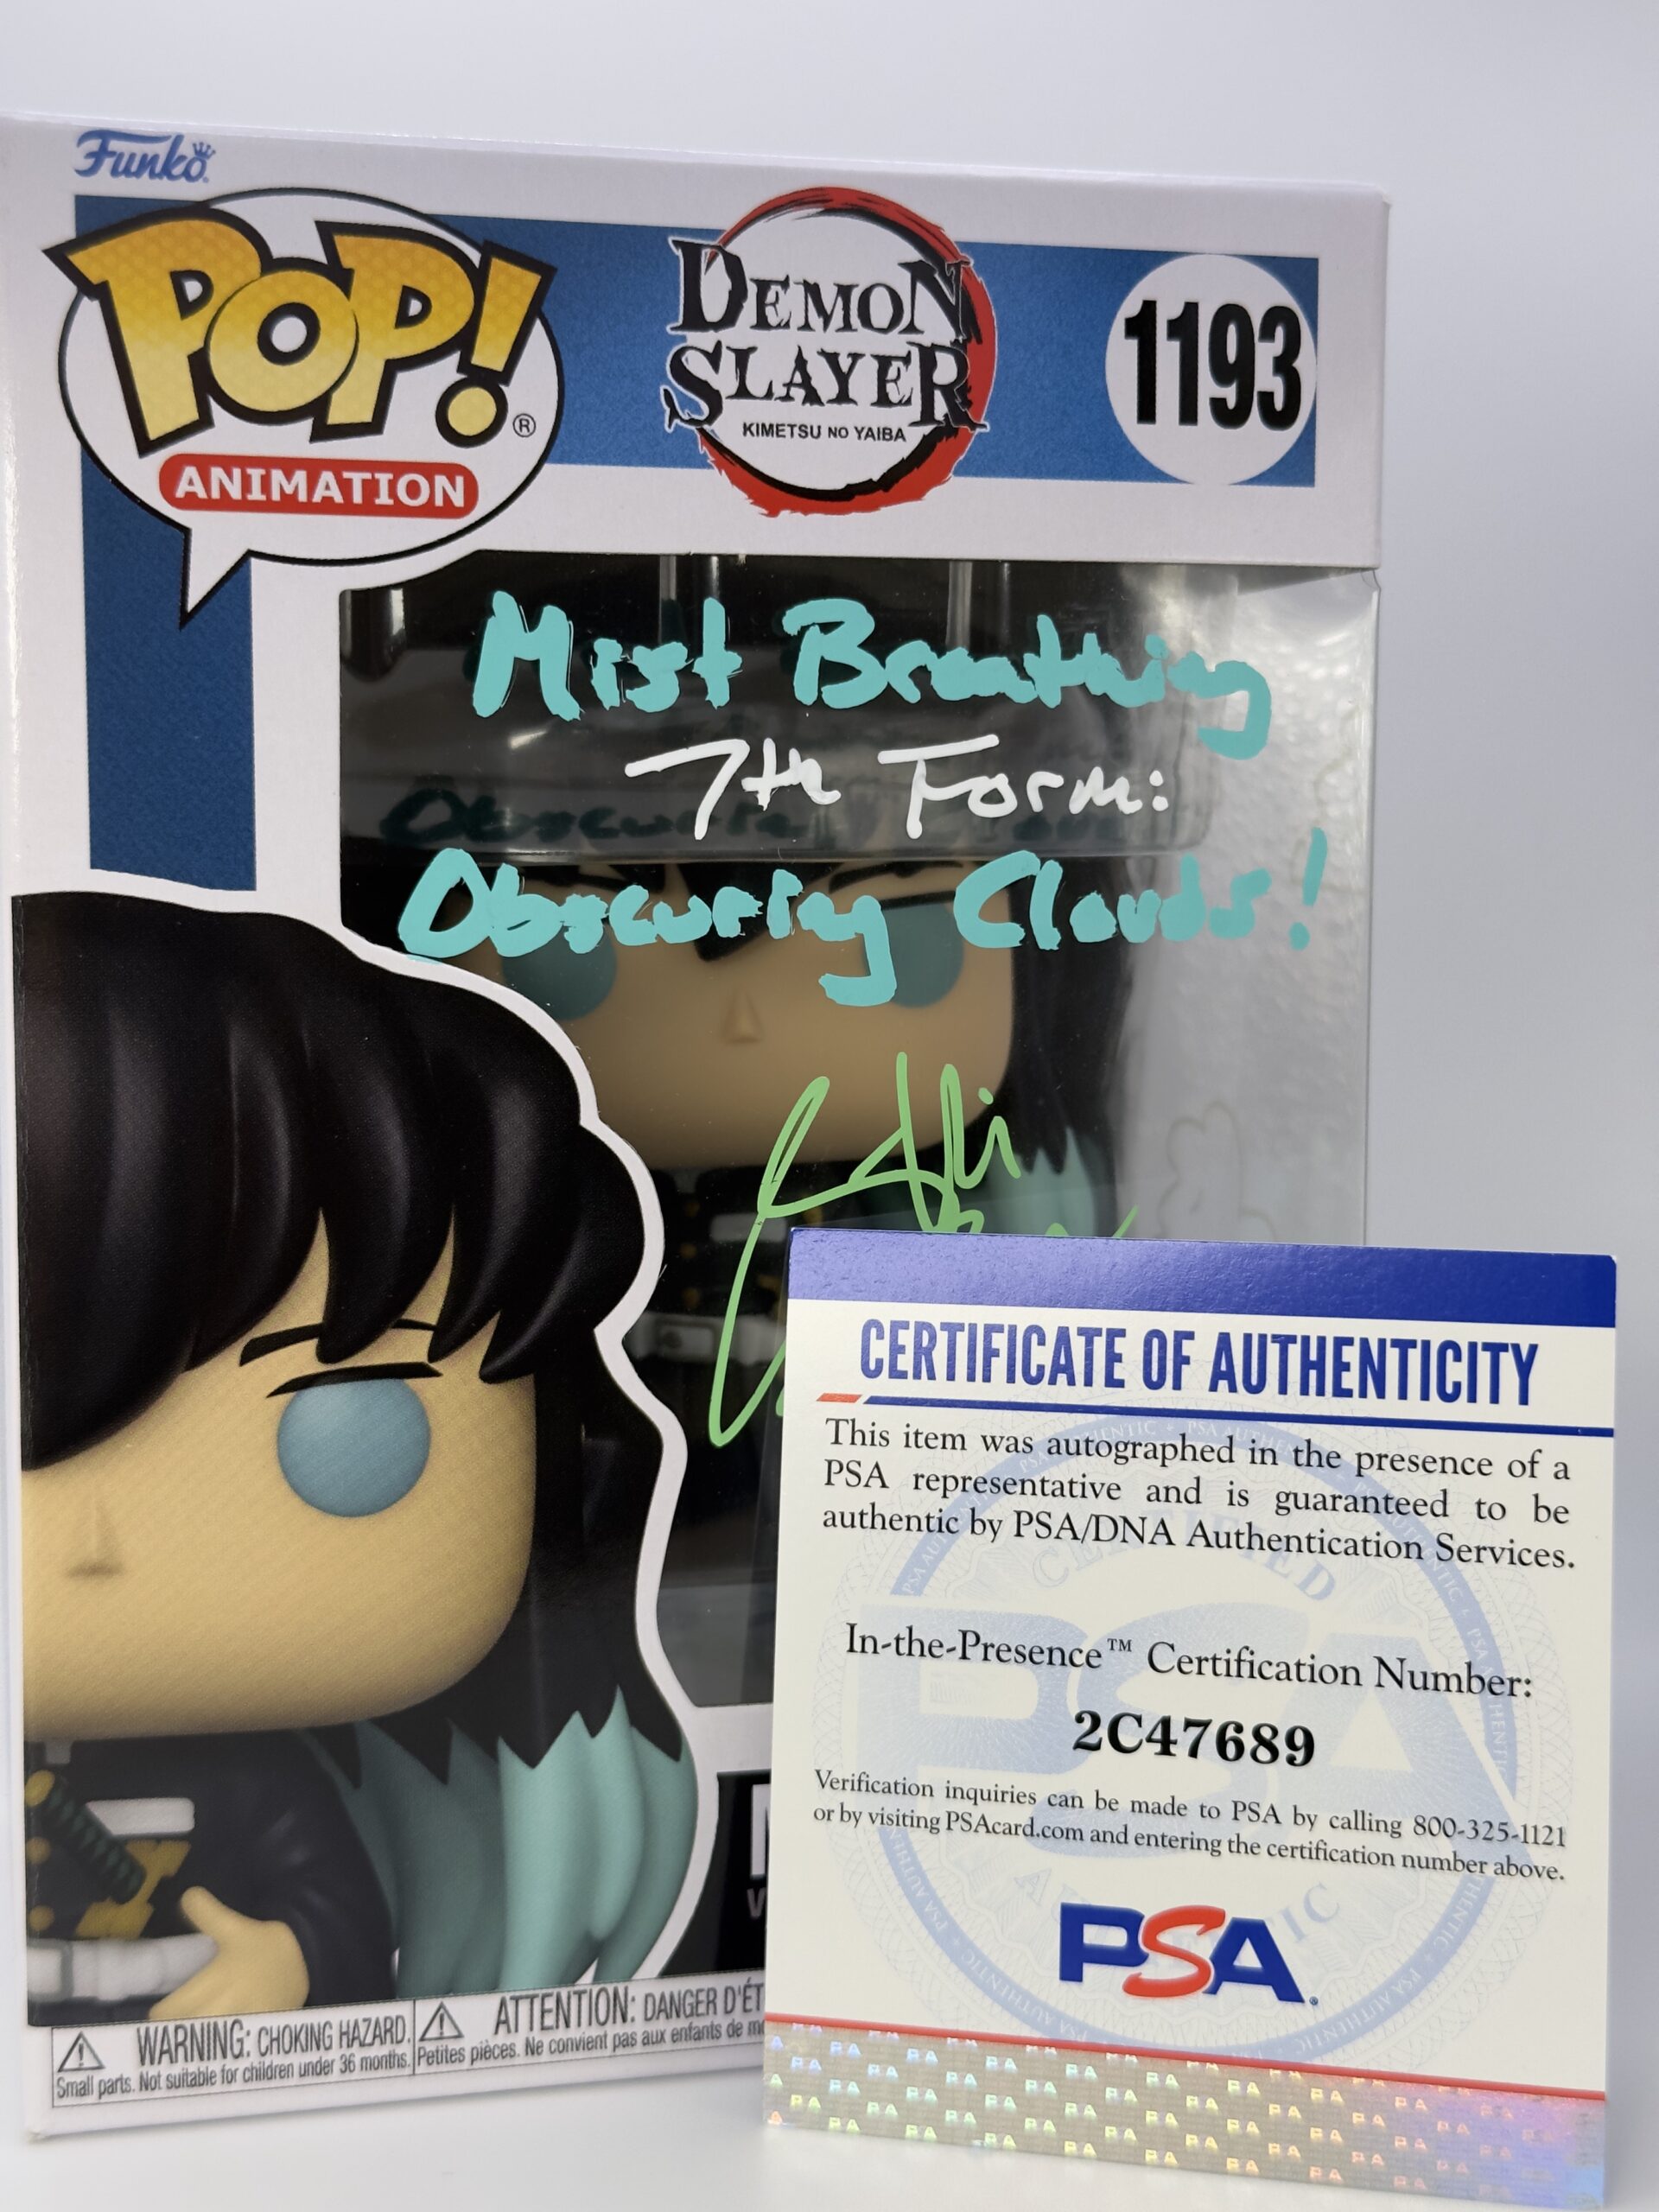 Funko
POP!®
ANIMATION
DEMON
SLAYER
KIMETSU NO YAIBA
1193
Mist Breathing
7th Form:
Obscuring Clouds!
CERTIFICATE OF AUTHENTICITY
This item was autographed in the presence of a
PSA representative and is guaranteed to be
authentic by PSA/DNA Authentication Services.
In-the-Presence™ Certification Number:
2C47689
Verification inquiries can be made to PSA by calling 800-325-1121
or by visiting PSAcard.com and entering the certification number above.
PSA
WARNING: CHOKING HAZARD.
Small parts. Not suitable for children under 36 months.
ATTENTION: DANGER D'ÉT
Petites pièces. Ne convient pas aux enfants de